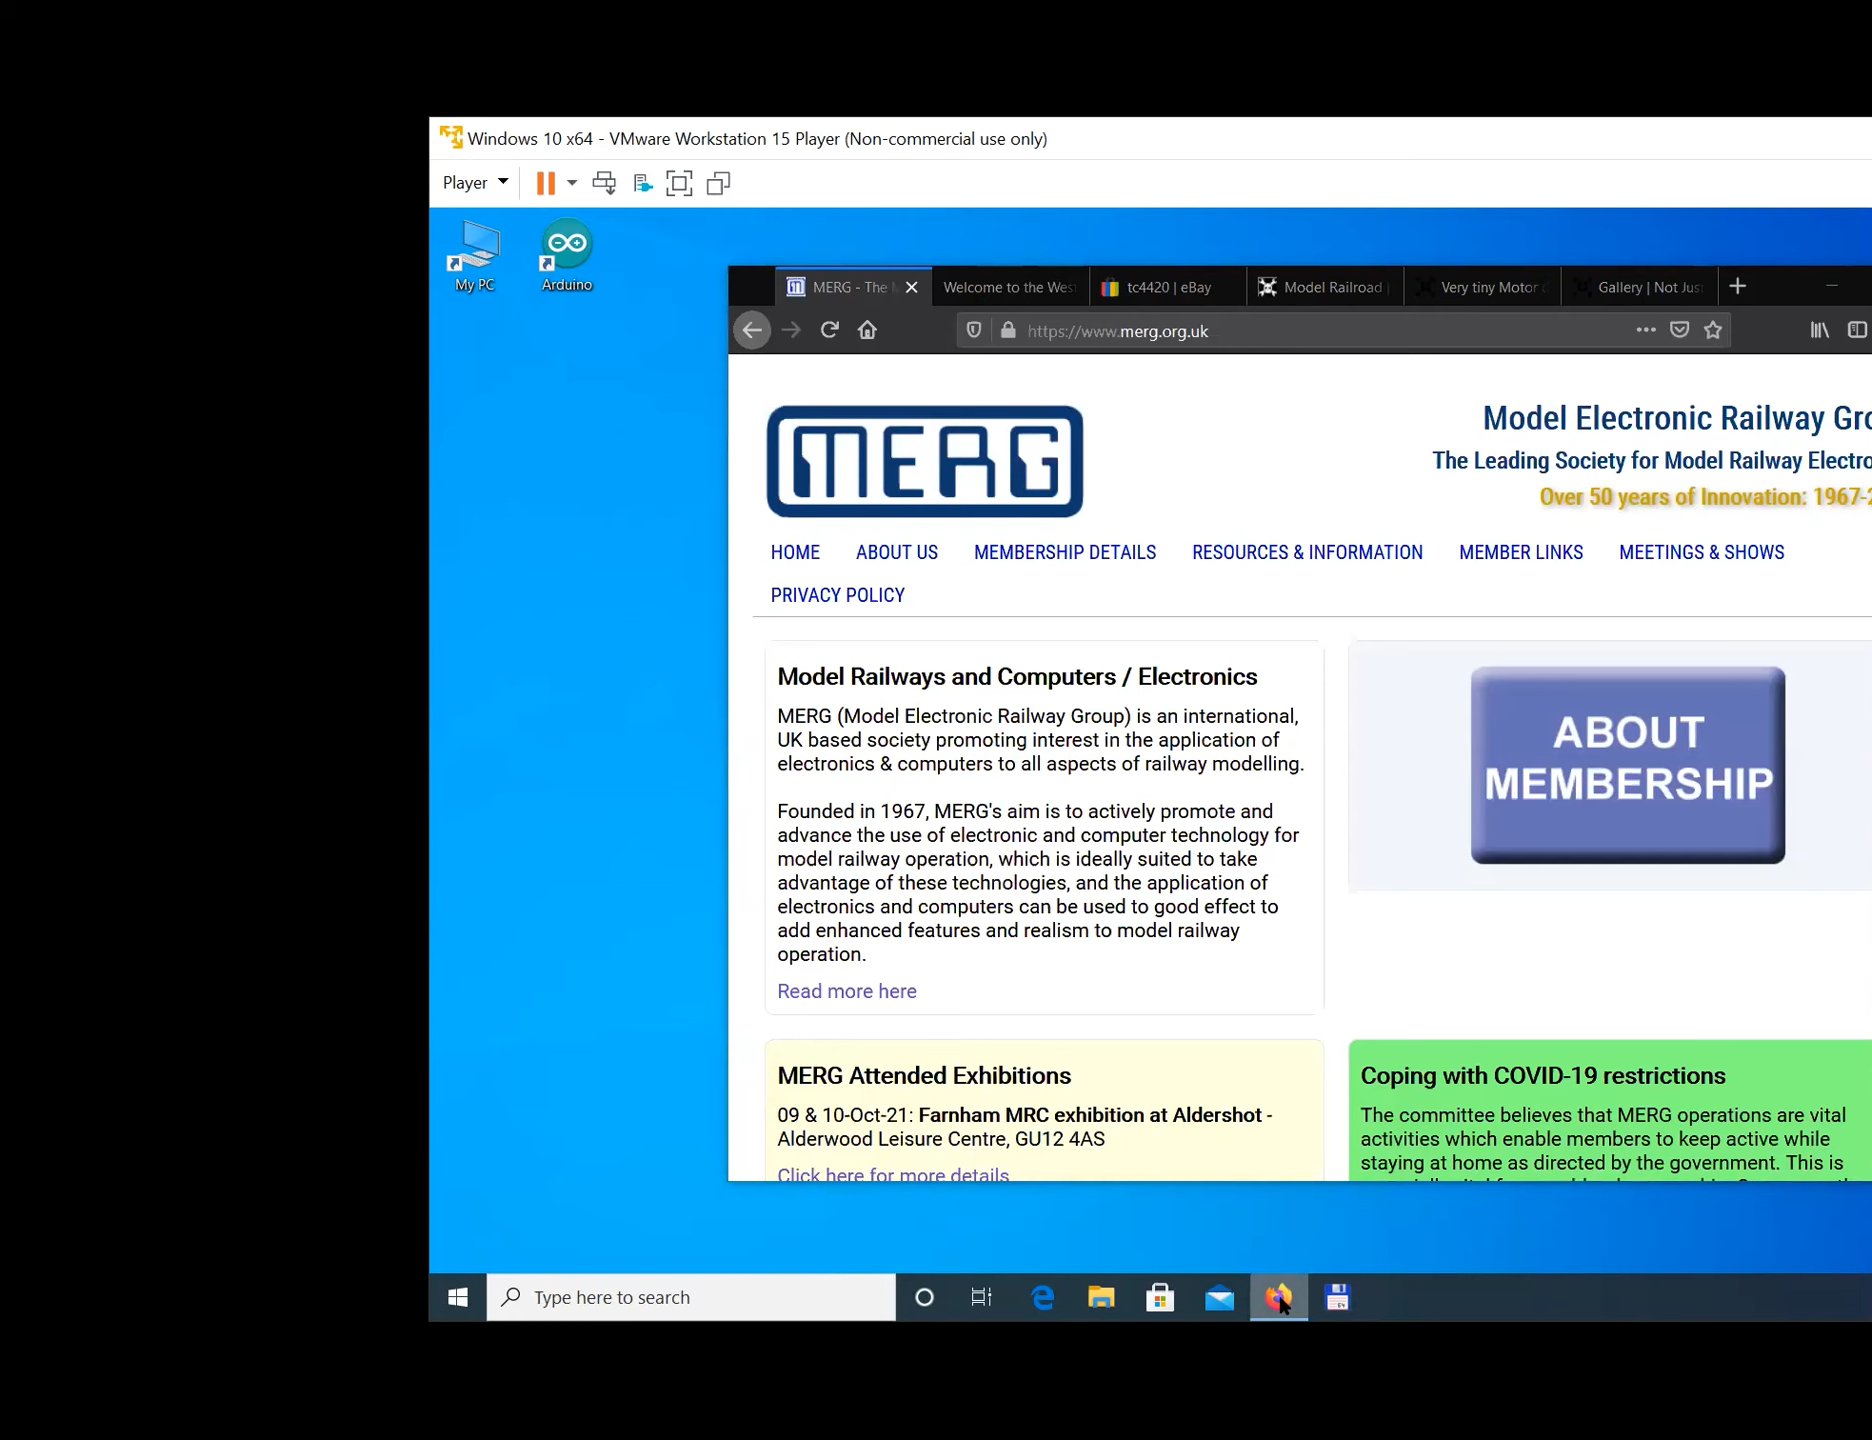 Windows 10 x64 - VMware Workstation 15 Player (Non-commercial use only)
Player
My PC
Arduino
MERG - The
Welcome to the Wes
tc4420 | eBay
Model Railroad |
Very tiny Motor
Gallery | Not Jus
https://www.merg.org.uk
MERG
Model Electronic Railway Gro
The Leading Society for Model Railway Electro
Over 50 years of Innovation: 1967-2
HOME ABOUT US MEMBERSHIP DETAILS RESOURCES & INFORMATION MEMBER LINKS MEETINGS & SHOWS
PRIVACY POLICY
Model Railways and Computers / Electronics
MERG (Model Electronic Railway Group) is an international,
UK based society promoting interest in the application of
electronics & computers to all aspects of railway modelling.
Founded in 1967, MERG's aim is to actively promote and
advance the use of electronic and computer technology for
model railway operation, which is ideally suited to take
advantage of these technologies, and the application of
electronics and computers can be used to good effect to
add enhanced features and realism to model railway
operation.
Read more here
ABOUT
MEMBERSHIP
MERG Attended Exhibitions
09 & 10-Oct-21: Farnham MRC exhibition at Aldershot -
Alderwood Leisure Centre, GU12 4AS
Click here for more details
Coping with COVID-19 restrictions
The committee believes that MERG operations are vital
activities which enable members to keep active while
staying at home as directed by the government. This is
Type here to search